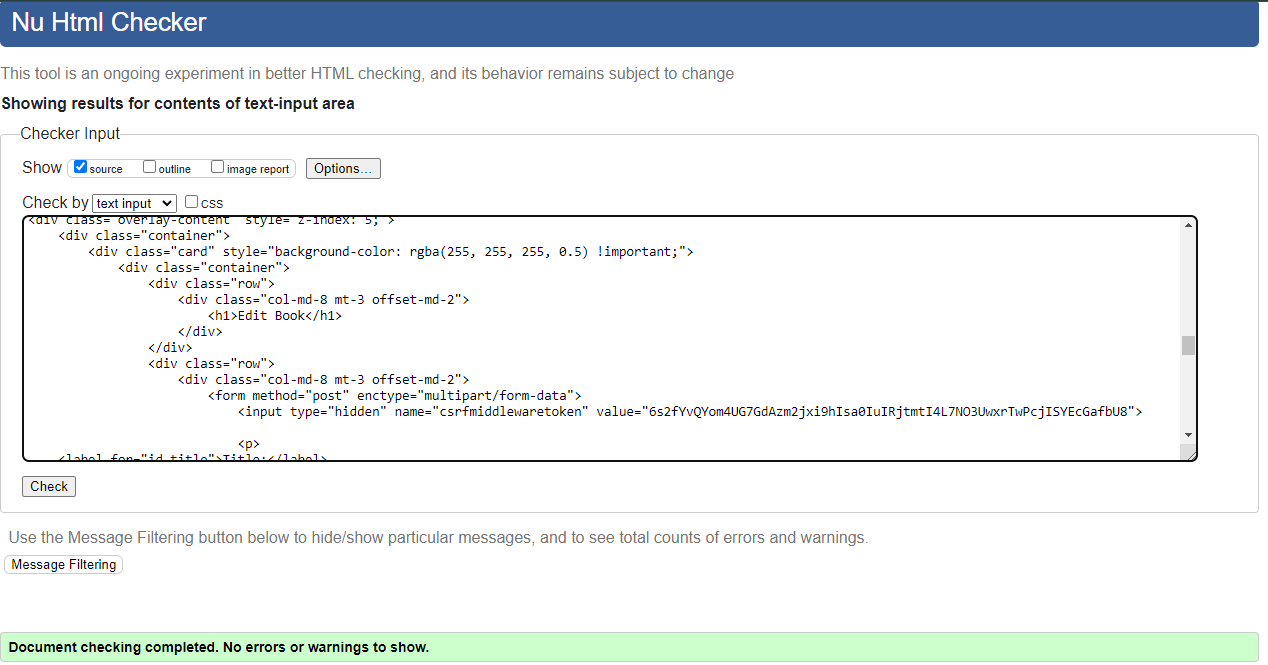 Nu Html Checker
This tool is an ongoing experiment in better HTML checking, and its behavior remains subject to change
Showing results for contents of text-input area
Checker Input
Show source outline image report Options...
Check by text input css
<div class="overlay-content" style="z-index: 5;">
<div class="container">
<div class="card" style="background-color: rgba(255, 255, 255, 0.5) !important;">
<div class="container">
<div class="row">
<div class="col-md-8 mt-3 offset-md-2">
<h1>Edit Book</h1>
</div>
</div>
<div class="row">
<div class="col-md-8 mt-3 offset-md-2">
<form method="post" enctype="multipart/form-data">
<input type="hidden" name="csrfmiddlewaretoken" value="6s2fYvQYom4UG7GdAzm2jxi9hIsa0IuIRjtmtI4L7NO3UwxrTwPcjISYEcGafbU8">
<p>
<label for="id_title">Title:</label>
Check
Use the Message Filtering button below to hide/show particular messages, and to see total counts of errors and warnings.
Message Filtering
Document checking completed. No errors or warnings to show.